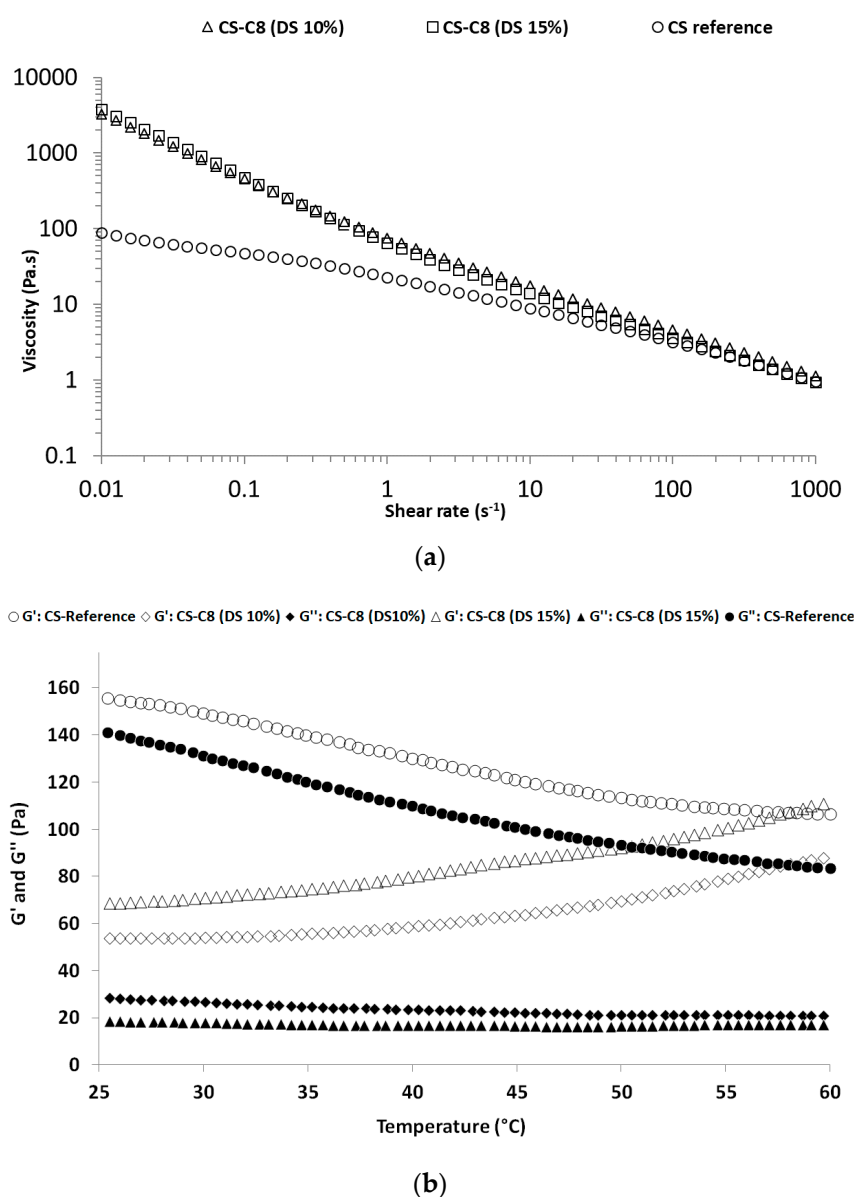 △ CS-C8 (DS 10%) □ CS-C8 (DS 15%) ○ CS reference
10000
1000
100
10
1
0.1
Viscosity (Pa.s)
0.01 0.1 1 10 100 1000
Shear rate (s⁻¹)
(a)
○ G': CS-Reference ◇ G': CS-C8 (DS 10%) ◆ G'': CS-C8 (DS10%) △ G': CS-C8 (DS 15%) ▲ G'': CS-C8 (DS 15%) ● G": CS-Reference
160
140
120
100
80
60
40
20
0
G' and G'' (Pa)
25 30 35 40 45 50 55 60
Temperature (°C)
(b)